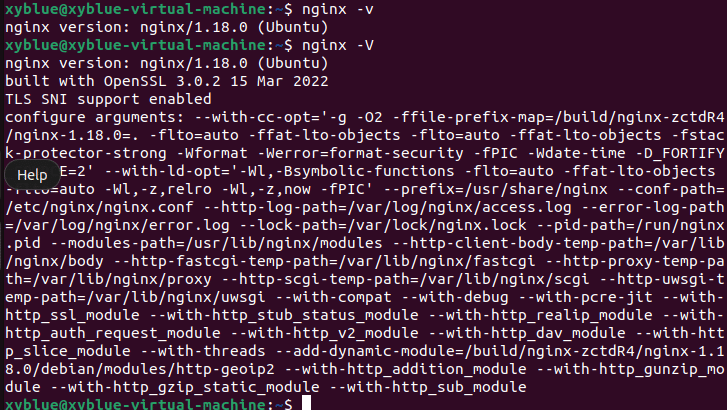 xyblue@xyblue-virtual-machine:~$ nginx -v
nginx version: nginx/1.18.0 (Ubuntu)
xyblue@xyblue-virtual-machine:~$ nginx -V
nginx version: nginx/1.18.0 (Ubuntu)
built with OpenSSL 3.0.2 15 Mar 2022
TLS SNI support enabled
configure arguments: --with-cc-opt='-g -O2 -ffile-prefix-map=/build/nginx-zctdR4
/nginx-1.18.0=. -flto=auto -ffat-lto-objects -flto=auto -ffat-lto-objects -fstac
k-protector-strong -Wformat -Werror=format-security -fPIC -Wdate-time -D_FORTIFY
Help E=2' --with-ld-opt='-Wl,-Bsymbolic-functions -flto=auto -ffat-lto-objects
=auto -Wl,-z,relro -Wl,-z,now -fPIC' --prefix=/usr/share/nginx --conf-path=
/etc/nginx/nginx.conf --http-log-path=/var/log/nginx/access.log --error-log-path
=/var/log/nginx/error.log --lock-path=/var/lock/nginx.lock --pid-path=/run/nginx
.pid --modules-path=/usr/lib/nginx/modules --http-client-body-temp-path=/var/lib
/nginx/body --http-fastcgi-temp-path=/var/lib/nginx/fastcgi --http-proxy-temp-pa
th=/var/lib/nginx/proxy --http-scgi-temp-path=/var/lib/nginx/scgi --http-uwsgi-t
emp-path=/var/lib/nginx/uwsgi --with-compat --with-debug --with-pcre-jit --with-
http_ssl_module --with-http_stub_status_module --with-http_realip_module --with-
http_auth_request_module --with-http_v2_module --with-http_dav_module --with-htt
p_slice_module --with-threads --add-dynamic-module=/build/nginx-zctdR4/nginx-1.1
8.0/debian/modules/http-geoip2 --with-http_addition_module --with-http_gunzip_mo
dule --with-http_gzip_static_module --with-http_sub_module
xyblue@xyblue-virtual-machine:~$